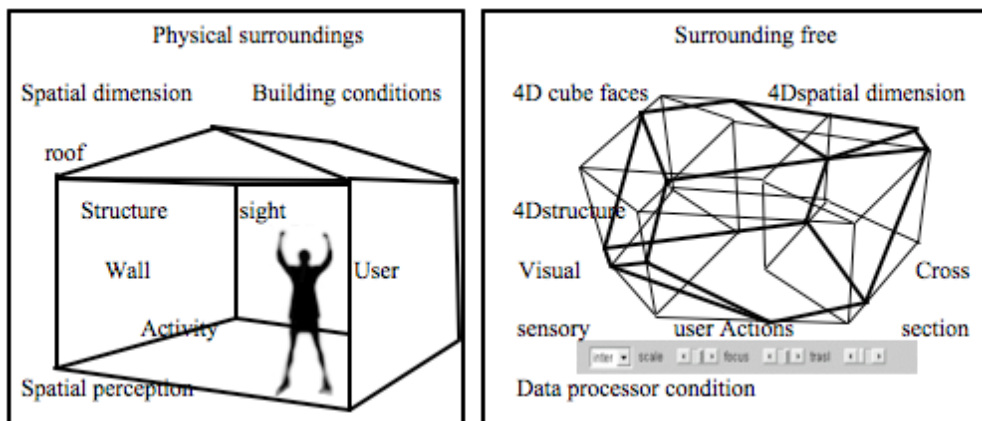 Physical surroundings
Spatial dimension Building conditions
roof
Structure sight
Wall User
Activity
Spatial perception
Surrounding free
4D cube faces 4Dspatial dimension
4Dstructure
Visual Cross
sensory user Actions section
inter scale focus trasl
Data processor condition